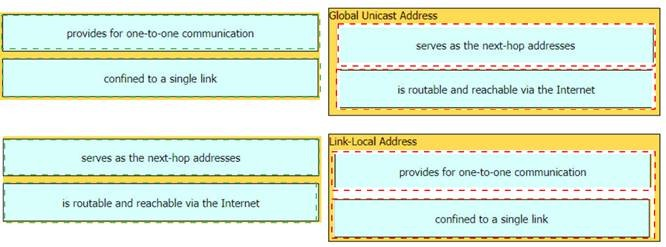 provides for one-to-one communication
confined to a single link
serves as the next-hop addresses
is routable and reachable via the Internet
Global Unicast Address
serves as the next-hop addresses
is routable and reachable via the Internet
Link-Local Address
provides for one-to-one communication
confined to a single link